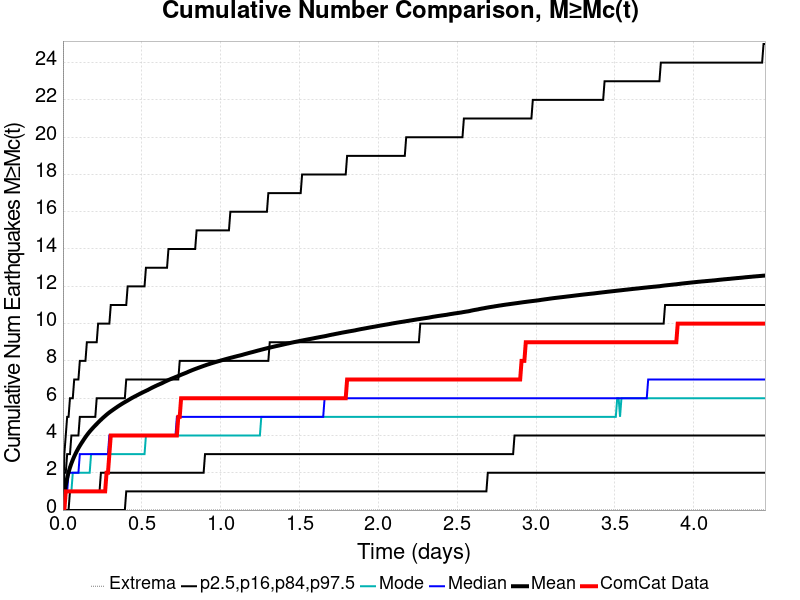 Cumulative Number Comparison, M≥Mc(t)
Cumulative Num Earthquakes M≥Mc(t)
24
22
20
18
16
14
12
10
8
6
4
2
0
0.0 0.5 1.0 1.5 2.0 2.5 3.0 3.5 4.0
Time (days)
Extrema p2.5,p16,p84,p97.5 Mode Median Mean ComCat Data